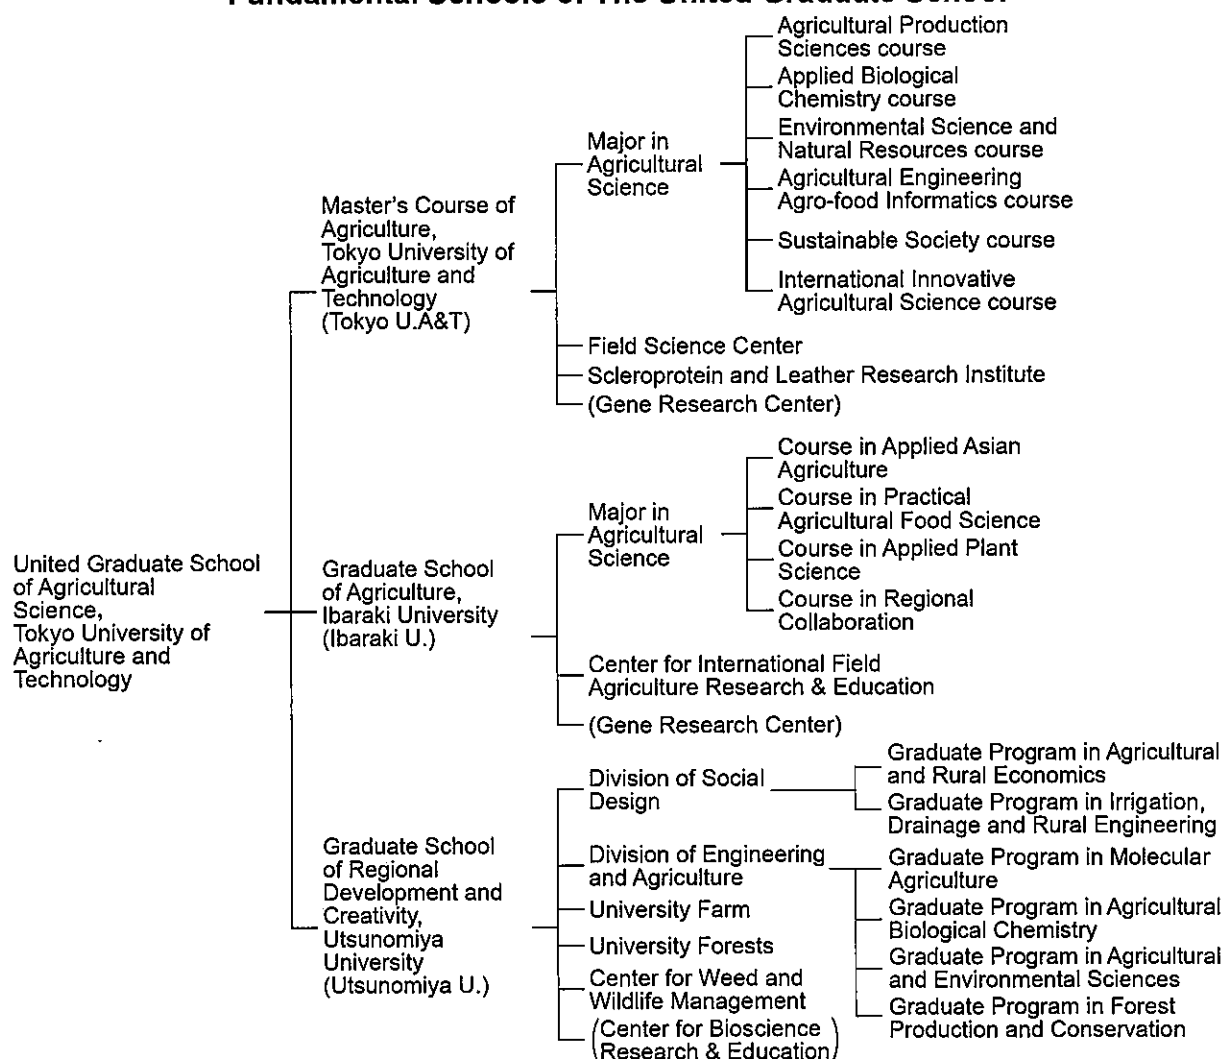 Fundamental Schools of The United Graduate School
United Graduate School
of Agricultural
Science,
Tokyo University of
Agriculture and
Technology
Master's Course of
Agriculture,
Tokyo University of
Agriculture and
Technology
(Tokyo U.A&T)
Major in
Agricultural
Science
Agricultural Production
Sciences course
Applied Biological
Chemistry course
Environmental Science and
Natural Resources course
Agricultural Engineering
Agro-food Informatics course
Sustainable Society course
International Innovative
Agricultural Science course
Field Science Center
Scleroprotein and Leather Research Institute
(Gene Research Center)
Graduate School
of Agriculture,
Ibaraki University
(Ibaraki U.)
Major in
Agricultural
Science
Course in Applied Asian
Agriculture
Course in Practical
Agricultural Food Science
Course in Applied Plant
Science
Course in Regional
Collaboration
Center for International Field
Agriculture Research & Education
(Gene Research Center)
Graduate School
of Regional
Development and
Creativity,
Utsunomiya
University
(Utsunomiya U.)
Division of Social
Design
Graduate Program in Agricultural
and Rural Economics
Graduate Program in Irrigation,
Drainage and Rural Engineering
Division of Engineering
and Agriculture
Graduate Program in Molecular
Agriculture
Graduate Program in Agricultural
Biological Chemistry
Graduate Program in Agricultural
and Environmental Sciences
Graduate Program in Forest
Production and Conservation
University Farm
University Forests
Center for Weed and
Wildlife Management
(Center for Bioscience
Research & Education)